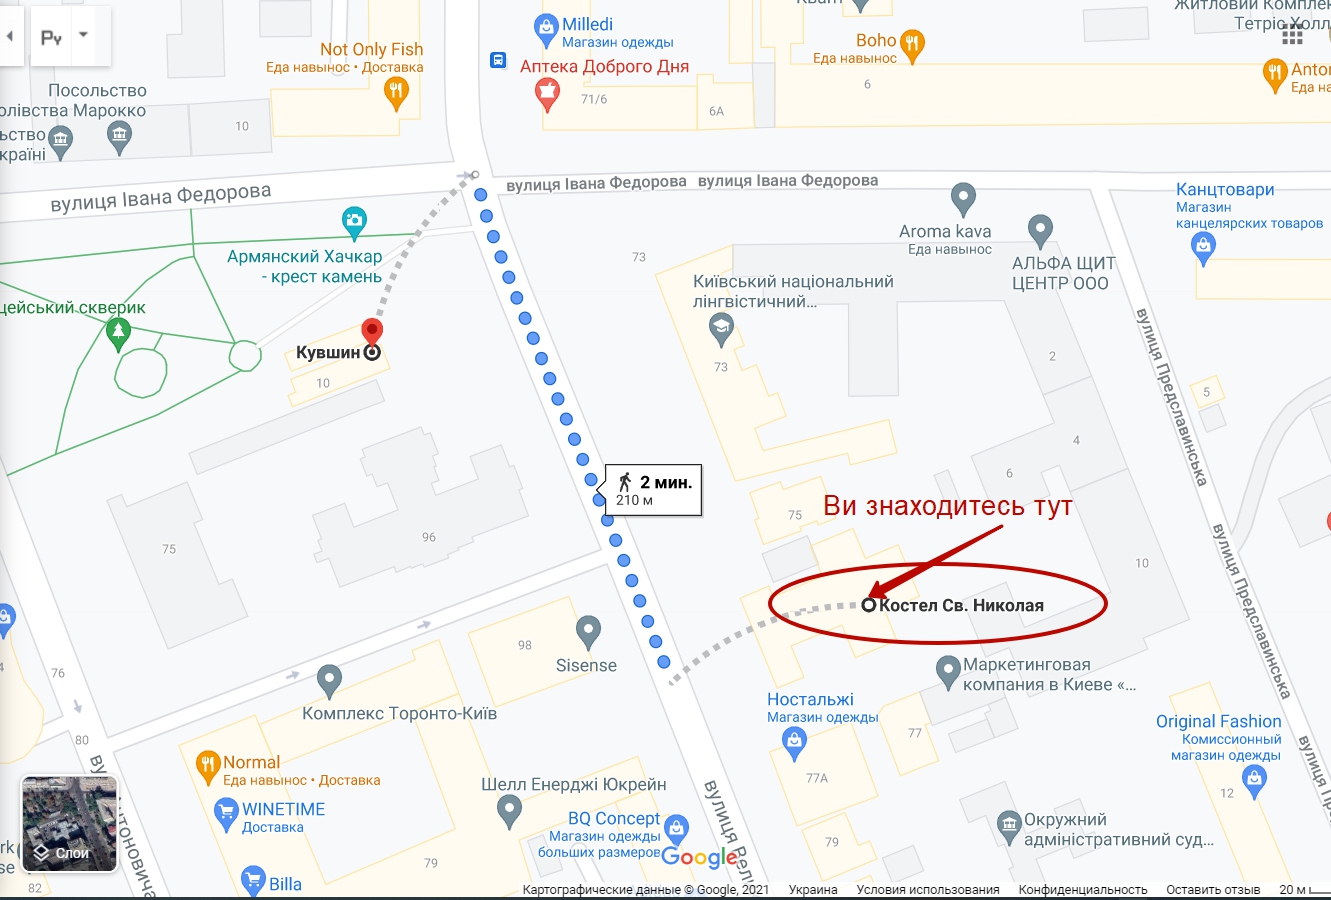 Ру
Квант
Житловий Комплекс
Тетріс Холл
Not Only Fish
Еда навынос • Доставка
Milledi
Магазин одежды
Аптека Доброго Дня
Boho
Еда навынос
Anton
Еда на
Посольство
олівства Марокко
ьство
країні
10
71/6
6А
6
вулиця Івана Федорова
вулиця Івана Федорова
вулиця Івана Федорова
Канцтовари
Магазин
канцелярских товаров
Армянский Хачкар
- крест камень
Aroma kava
Еда навынос
АЛЬФА ЩИТ
ЦЕНТР ООО
73
Київський національний
лінгвістичний...
цейський скверик
Кувшин
10
73
2
4
6
5
вулиця Предславинська
2 мин.
210 м
75
Ви знаходитесь тут
75
96
10
Костел Св. Николая
вулиця Предславинська
98
Sisense
76
Маркетинговая
компания в Киеве «...
Комплекс Торонто-Київ
Ностальжі
Магазин одежды
77
Original Fashion
Комиссионный
магазин одежды
80
Normal
Еда навынос • Доставка
77А
12
Шелл Енерджі Юкрейн
WINETIME
Доставка
BQ Concept
Магазин одежды
больших размеров
Окружний
адміністративний суд...
79
79
Слои
Google
Billa
82
вулиця Вел
Картографические данные © Google, 2021
Украина
Условия использования
Конфиденциальность
Оставить отзыв
20 м